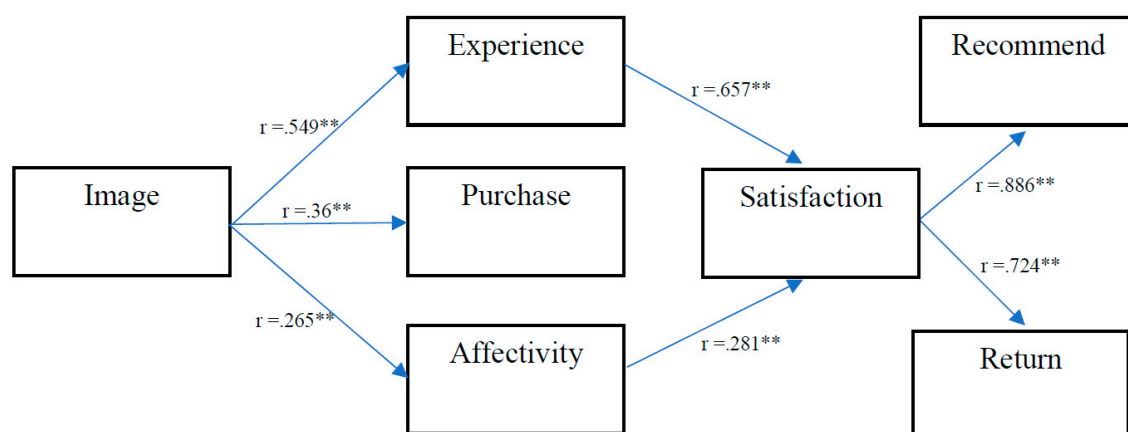 Experience
Recommend
r =.657**
r =.549**
Image
Purchase
Satisfaction
r =.36**
r =.886**
r =.724**
r =.265**
Affectivity
r =.281**
Return